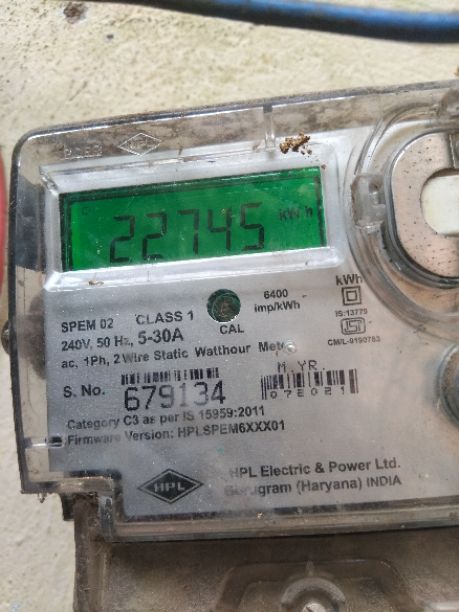 22745 kWh
6400
imp/kWh
kWh
IS:13779
SPEM 02 CLASS 1
240V, 50 Hz, 5-30A
CAL
ac, 1Ph, 2 Wire Static Watthour Meter
S. No. 679134
M. YR.
072021
Category C3 as per IS 15959:2011
Firmware Version: HPLSPEM6XXX01
HPL
HPL Electric & Power Ltd.
Gurugram (Haryana) INDIA